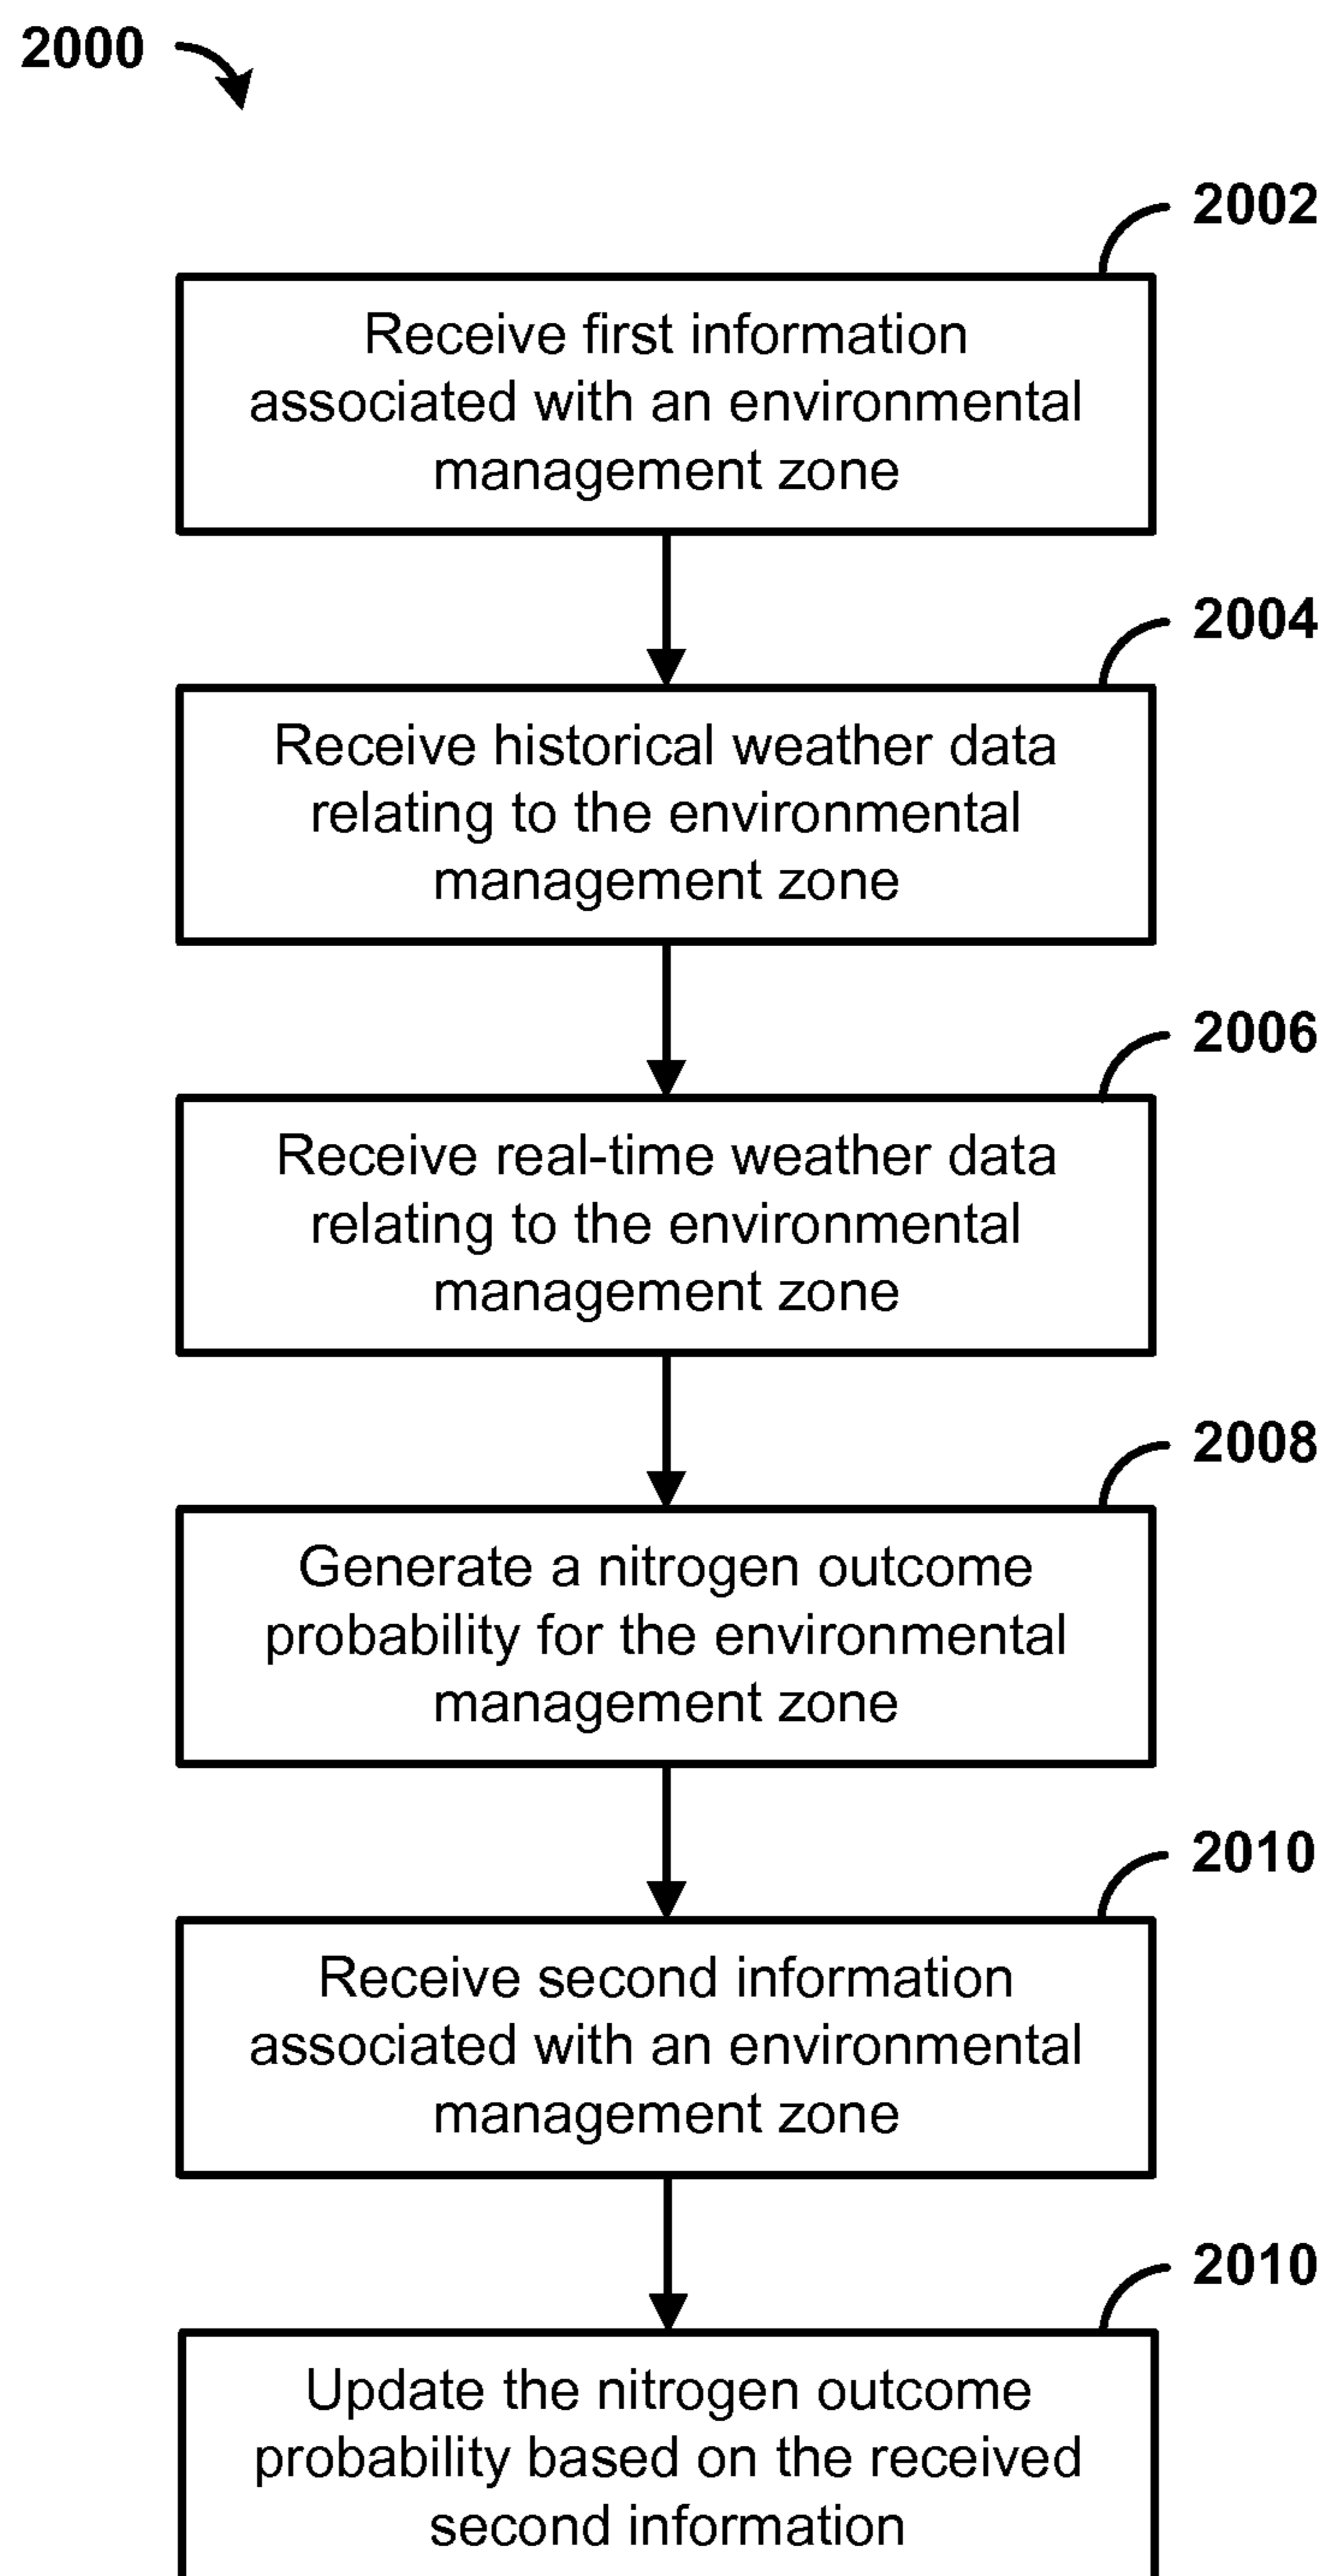 2000
2002
Receive first information
associated with an environmental
management zone
2004
Receive historical weather data
relating to the environmental
management zone
2006
Receive real-time weather data
relating to the environmental
management zone
2008
Generate a nitrogen outcome
probability for the environmental
management zone
2010
Receive second information
associated with an environmental
management zone
2010
Update the nitrogen outcome
probability based on the received
second information